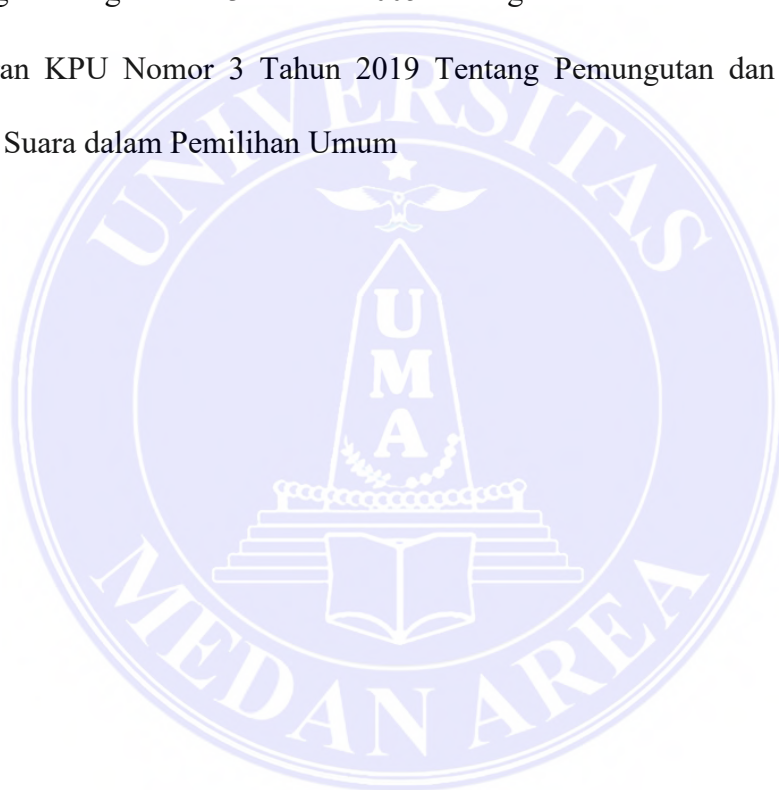 an KPU Nomor 3 Tahun 2019 Tentang Pemungutan dan
Suara dalam Pemilihan Umum
UNIVERSITAS
UMA
MEDAN AREA